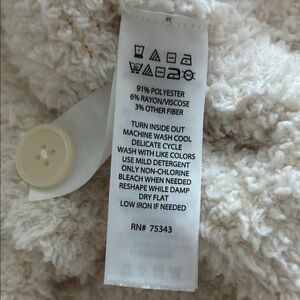 91% POLYESTER
6% RAYON/VISCOSE
3% OTHER FIBER
TURN INSIDE OUT
MACHINE WASH COOL
DELICATE CYCLE
WASH WITH LIKE COLORS
USE MILD DETERGENT
ONLY NON-CHLORINE
BLEACH WHEN NEEDED
RESHAPE WHILE DAMP
DRY FLAT
LOW IRON IF NEEDED
RN# 75343